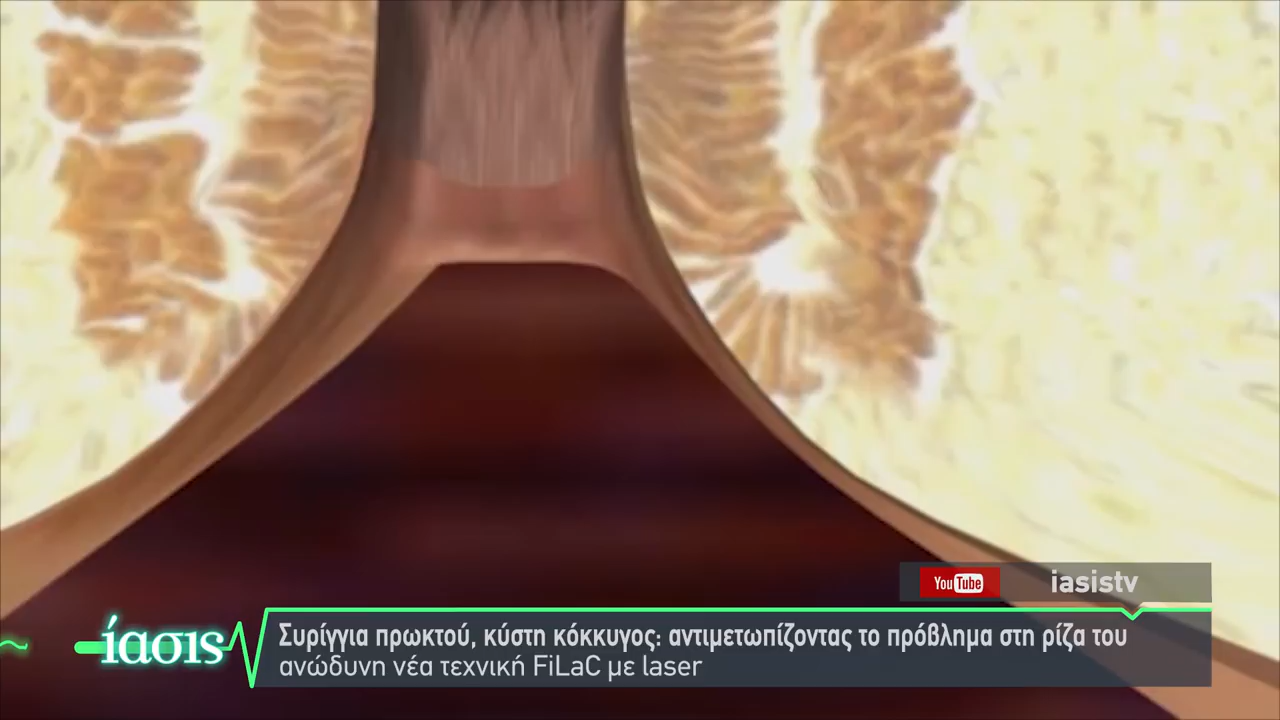 YouTube iasistv
ίασις
Συρίγγια πρωκτού, κύστη κόκκυγος: αντιμετωπίζοντας το πρόβλημα στη ρίζα του
ανώδυνη νέα τεχνική FiLaC με laser